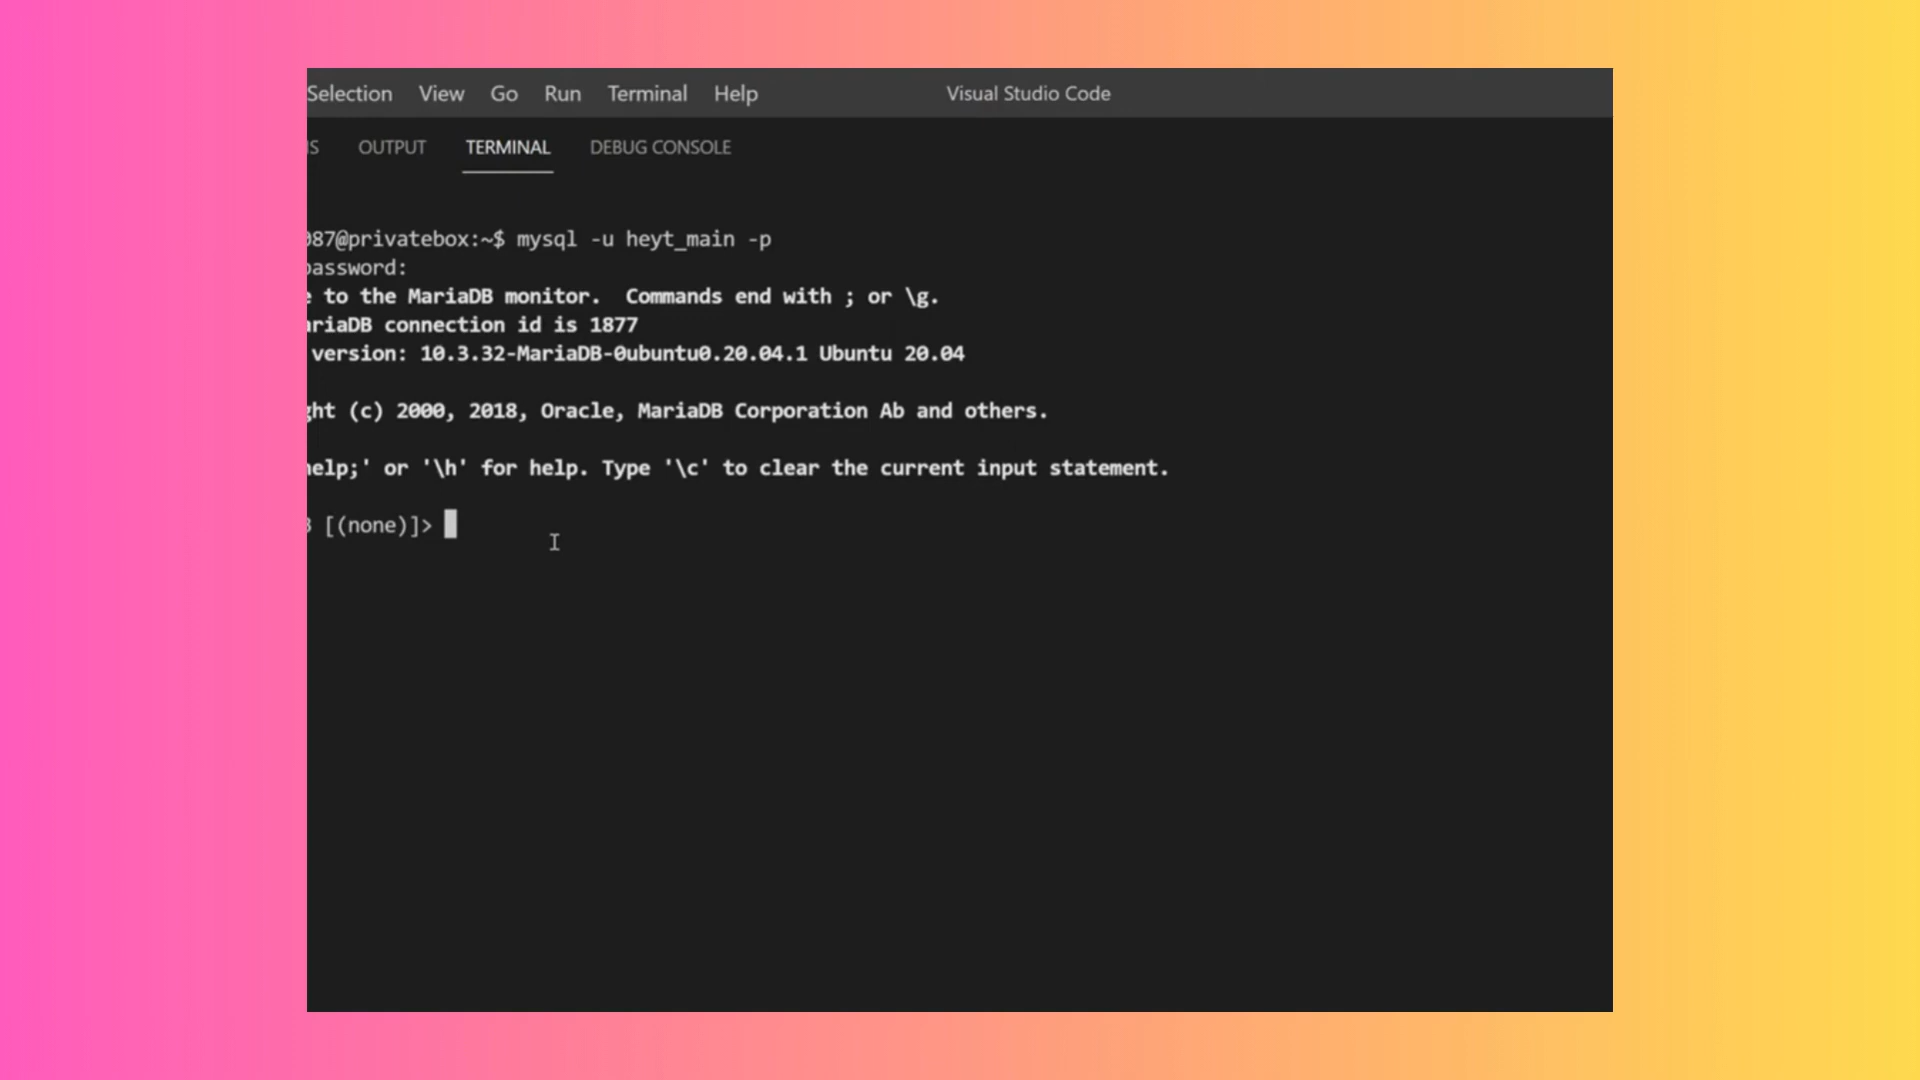 Selection View Go Run Terminal Help Visual Studio Code
OUTPUT TERMINAL DEBUG CONSOLE
087@privatebox:~$ mysql -u heyt_main -p
password:
to the MariaDB monitor.  Commands end with ; or \g.
ariaDB connection id is 1877
version: 10.3.32-MariaDB-0ubuntu0.20.04.1 Ubuntu 20.04
ght (c) 2000, 2018, Oracle, MariaDB Corporation Ab and others.
help;' or '\h' for help. Type '\c' to clear the current input statement.
[(none)]>